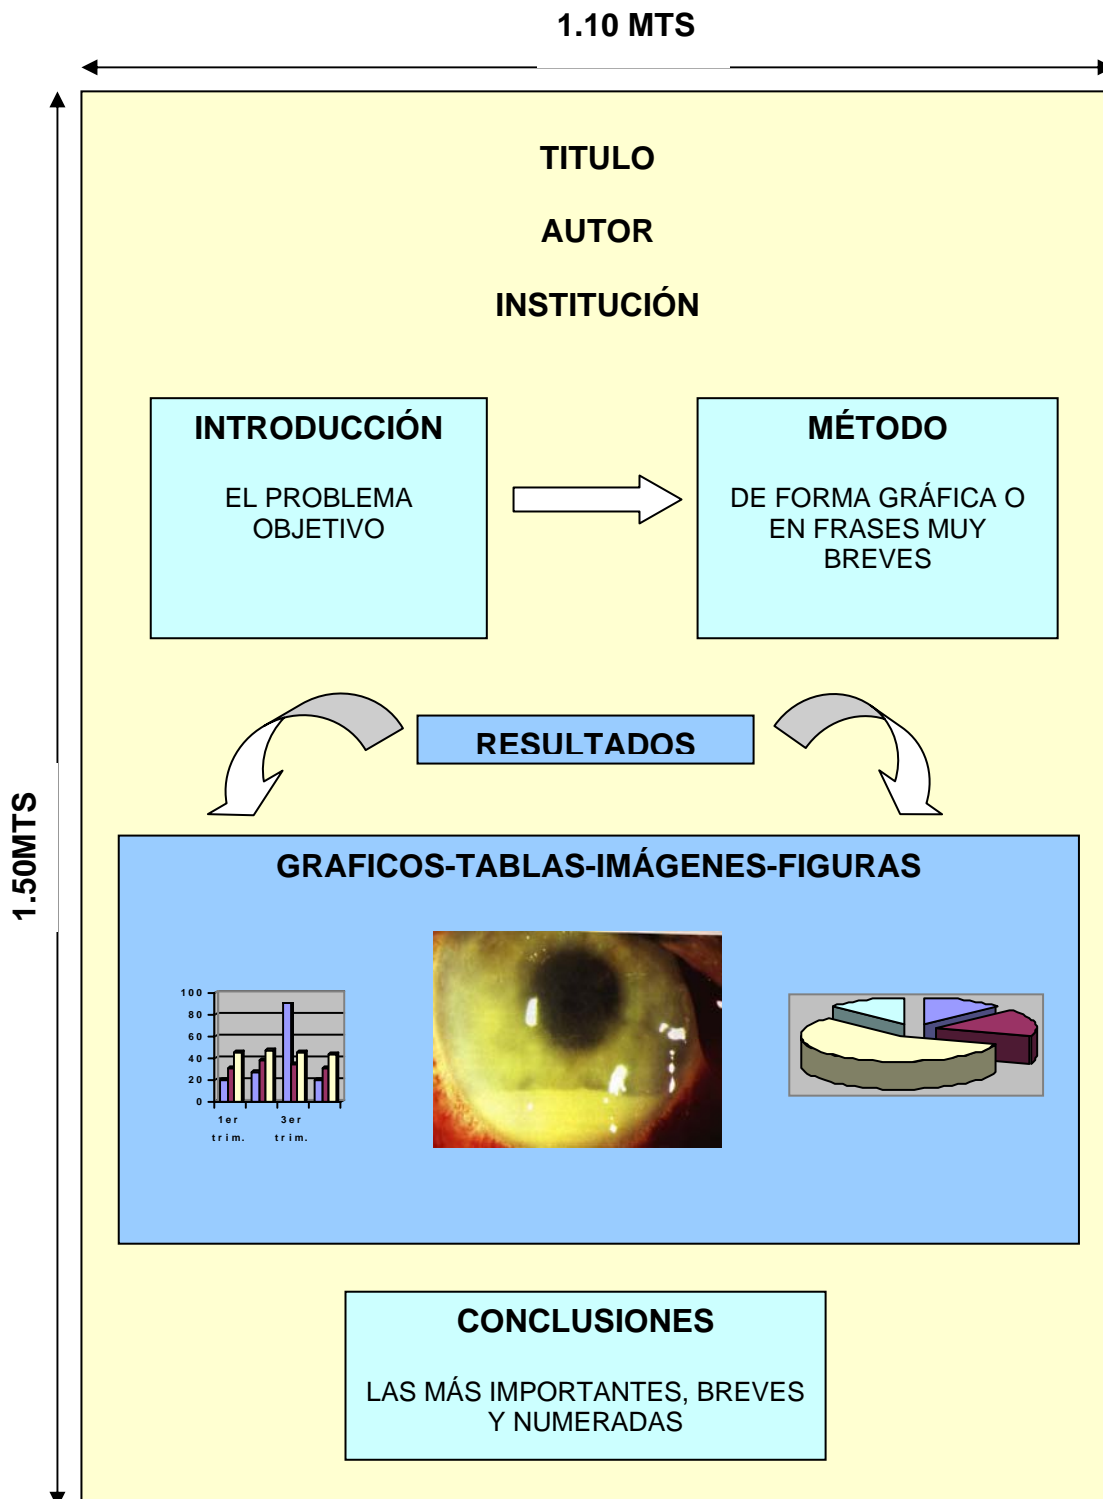 1.10 MTS
1.50MTS
TITULO
AUTOR
INSTITUCIÓN
INTRODUCCIÓN
EL PROBLEMA
OBJETIVO
MÉTODO
DE FORMA GRÁFICA O
EN FRASES MUY
BREVES
RESULTADOS
GRAFICOS-TABLAS-IMÁGENES-FIGURAS
100
80
60
40
20
0
1er
trim.
3er
trim.
CONCLUSIONES
LAS MÁS IMPORTANTES, BREVES
Y NUMERADAS